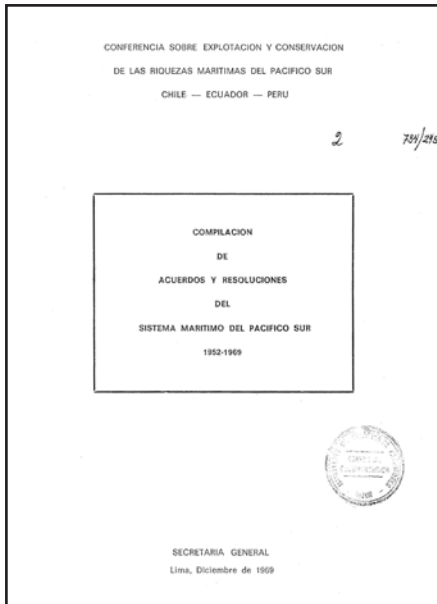 CONFERENCIA SOBRE EXPLOTACION Y CONSERVACION
DE LAS RIQUEZAS MARITIMAS DEL PACIFICO SUR
CHILE — ECUADOR — PERU
2
COMPILACION
DE
ACUERDOS Y RESOLUCIONES
DEL
SISTEMA MARITIMO DEL PACIFICO SUR
1952-1969
SECRETARIA GENERAL
Lima, Diciembre de 1969